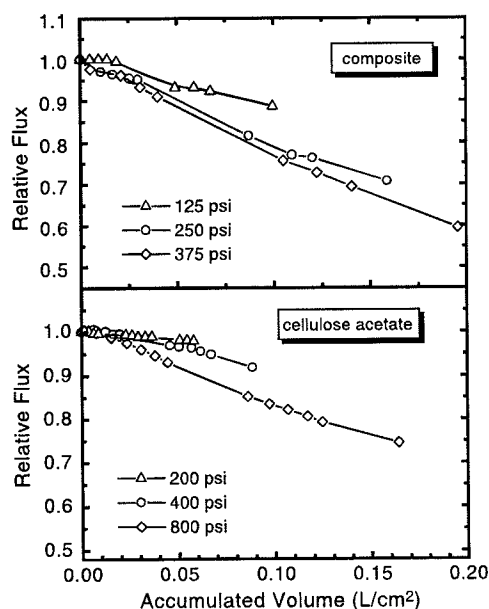 1.1
composite
1.0
0.9
0.8
0.7
0.6
0.5
Relative Flux
125 psi
250 psi
375 psi
cellulose acetate
1.0
0.9
0.8
0.7
0.6
0.5
Relative Flux
200 psi
400 psi
800 psi
0.00
0.05
0.10
0.15
0.20
Accumulated Volume (L/cm²)